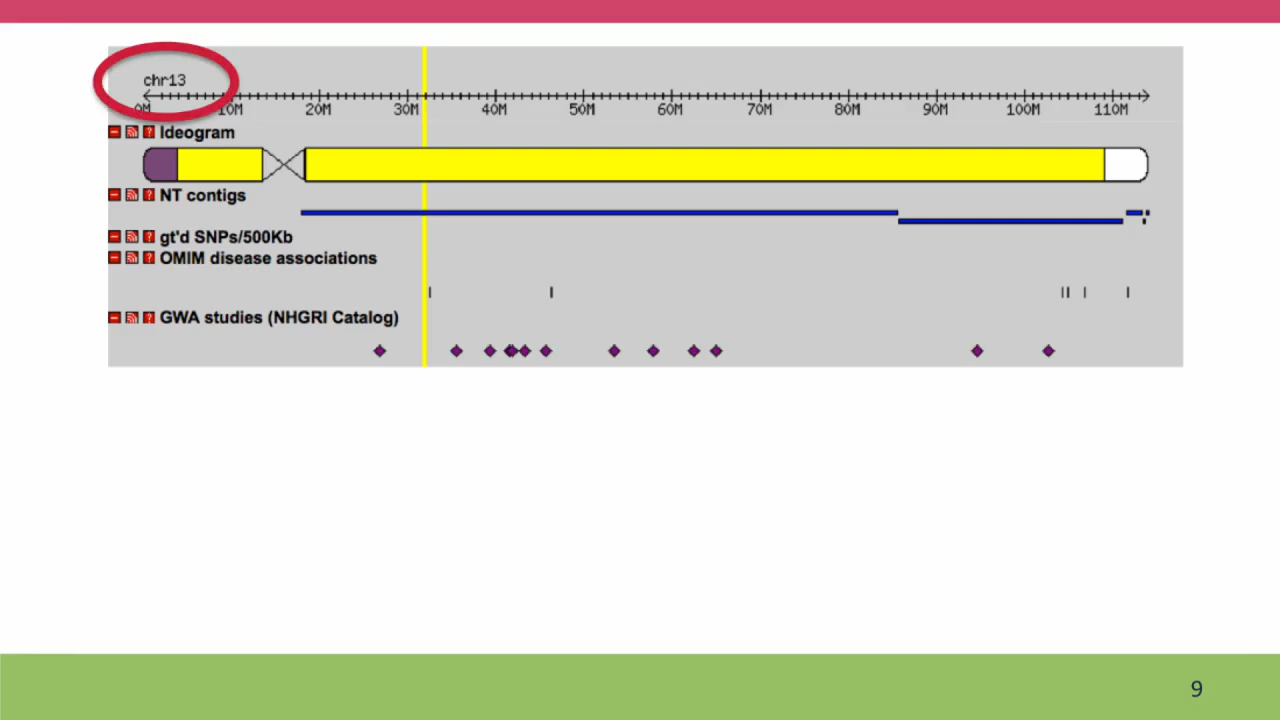 chr13
0M 10M 20M 30M 40M 50M 60M 70M 80M 90M 100M 110M
Ideogram
NT contigs
gt'd SNPs/500Kb
OMIM disease associations
GWA studies (NHGRI Catalog)
9